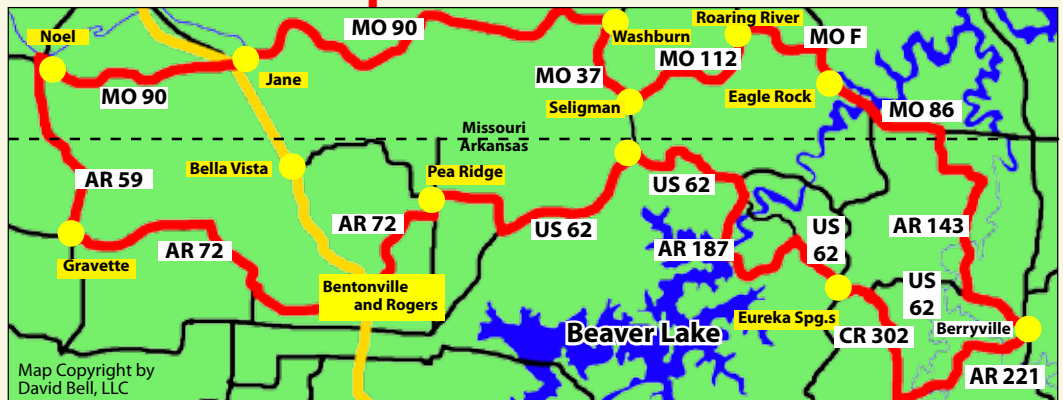 Noel
MO 90
Roaring River
MO F
Washburn
MO 112
Jane
MO 37
MO 90
Seligman
Eagle Rock
MO 86
Missouri
Arkansas
Bella Vista
Pea Ridge
AR 59
US 62
AR 72
US 62
AR 143
AR 72
AR 187
US
62
Gravette
Bentonville
and Rogers
US
62
Eureka Spg.s
Beaver Lake
CR 302
Berryville
Map Copyright by
David Bell, LLC
AR 221